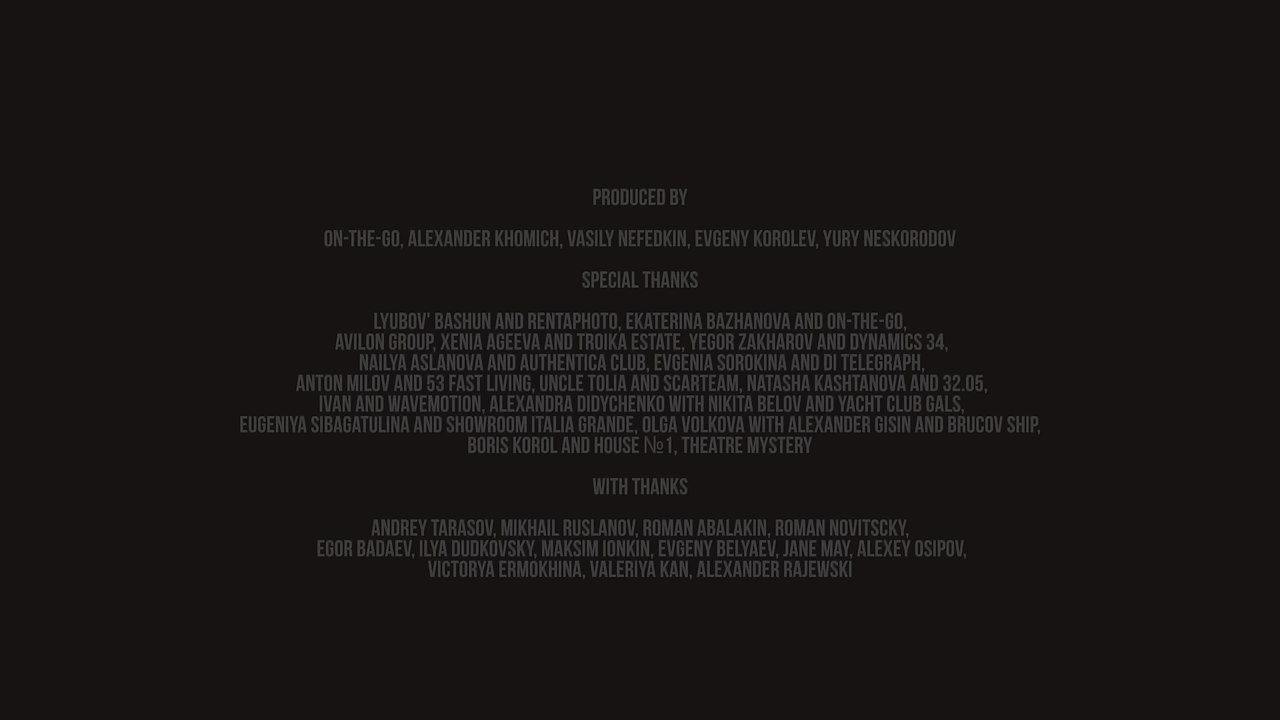 PRODUCED BY
ON-THE-GO, ALEXANDER KHOMICH, VASILY NEFEDKIN, EVGENY KOROLEV, YURY NESKORODOV
SPECIAL THANKS
LYUBOV' BASHUN AND RENTAPHOTO, EKATERINA BAZHANOVA AND ON-THE-GO,
AVILON GROUP, XENIA AGEEVA AND TROIKA ESTATE, YEGOR ZAKHAROV AND DYNAMICS 34,
NAILYA ASLANOVA AND AUTHENTICA CLUB, EVGENIA SOROKINA AND DI TELEGRAPH,
ANTON MILOV AND 53 FAST LIVING, UNCLE TOLIA AND SCARTEAM, NATASHA KASHTANOVA AND 32.05,
IVAN AND WAVEMOTION, ALEXANDRA DIDYCHENKO WITH NIKITA BELOV AND YACHT CLUB GALS,
EUGENIYA SIBAGATULINA AND SHOWROOM ITALIA GRANDE, OLGA VOLKOVA WITH ALEXANDER GISIN AND BRUCOV SHIP,
BORIS KOROL AND HOUSE №1, THEATRE MYSTERY
WITH THANKS
ANDREY TARASOV, MIKHAIL RUSLANOV, ROMAN ABALAKIN, ROMAN NOVITSCKY,
EGOR BADAEV, ILYA DUDKOVSKY, MAKSIM IONKIN, EVGENY BELYAEV, JANE MAY, ALEXEY OSIPOV,
VICTORYA ERMOKHINA, VALERIYA KAN, ALEXANDER RAJEWSKI